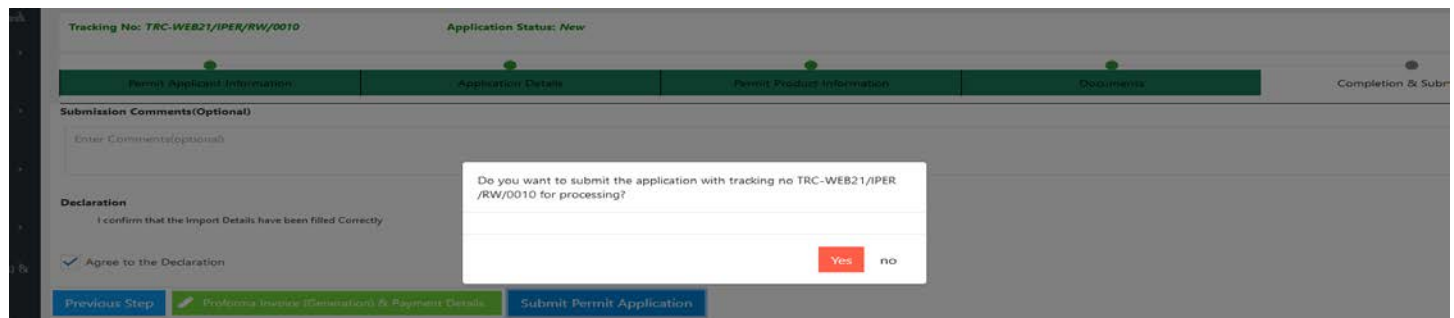 Tracking No: TRC-WEB21/IPER/RW/0010 Application Status: New
Permit Applicant Information Application Details Permit Product Information Documents Completion &
Submission Comments(Optional)
Enter Comments(optional)
Do you want to submit the application with tracking no TRC-WEB21/IPER
/RW/0010 for processing?
Declaration
I confirm that the Import Details have been filled Correctly
Agree to the Declaration
Yes no
Previous Step Proforma Invoice (Generation) & Payment Details Submit Permit Application